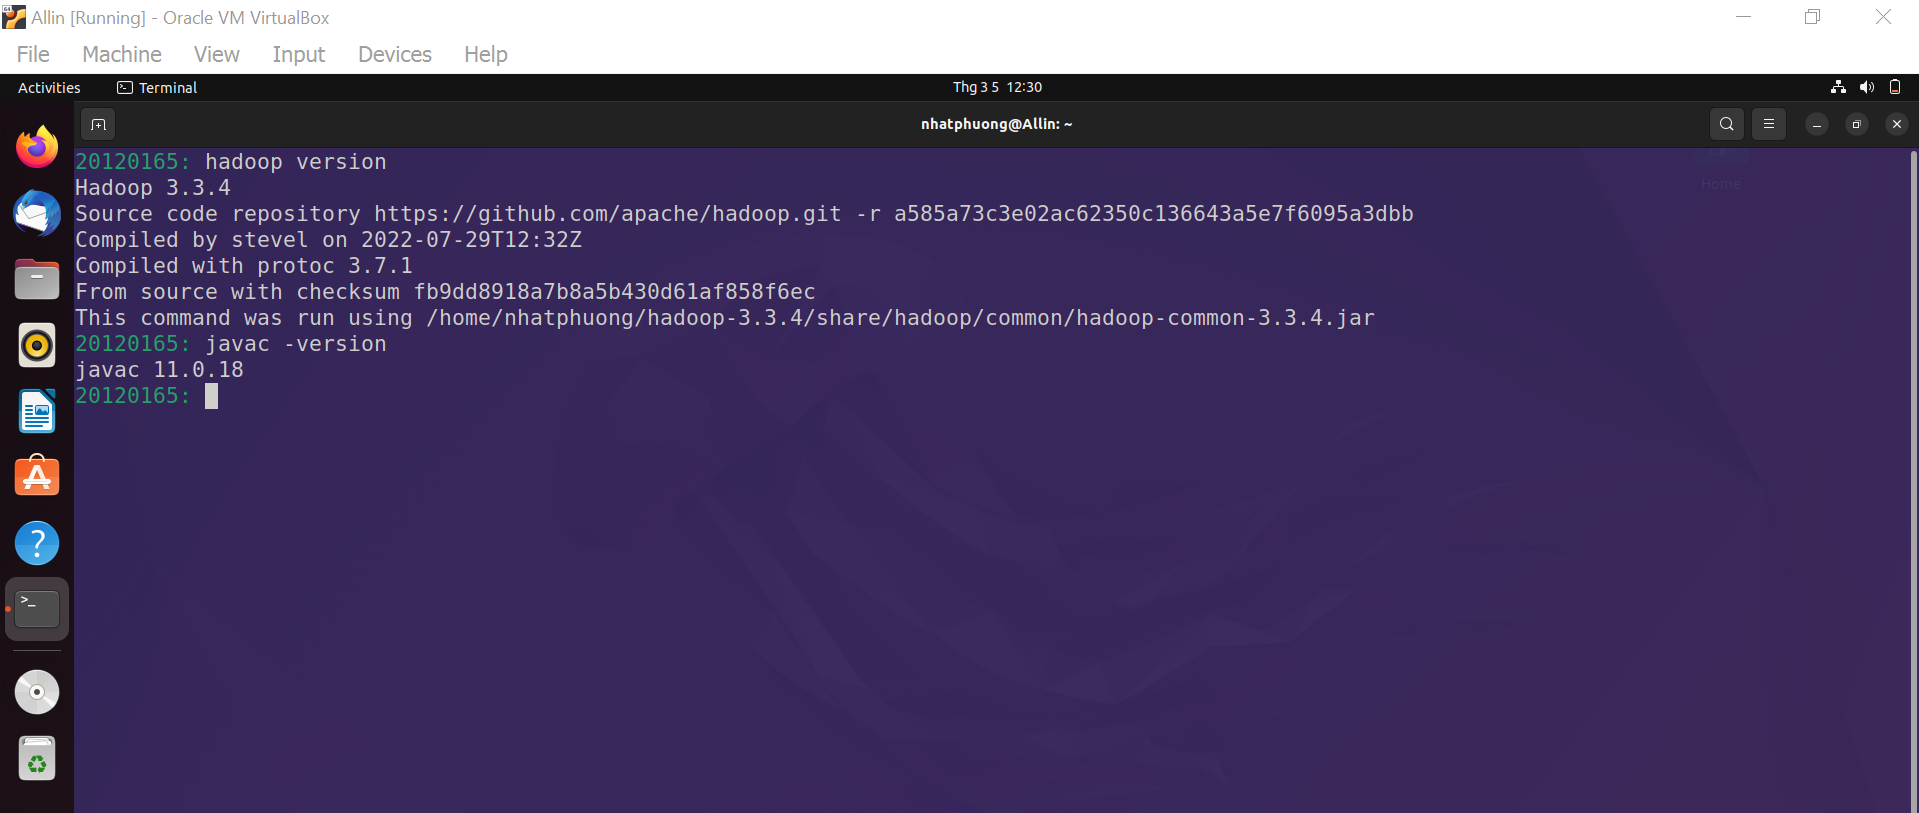 Allin [Running] - Oracle VM VirtualBox
File Machine View Input Devices Help
Activities Terminal Thg 3 5 12:30
nhatphuong@Allin: ~
20120165: hadoop version
Hadoop 3.3.4
Home
Source code repository https://github.com/apache/hadoop.git -r a585a73c3e02ac62350c136643a5e7f6095a3dbb
Compiled by stevel on 2022-07-29T12:32Z
Compiled with protoc 3.7.1
From source with checksum fb9dd8918a7b8a5b430d61af858f6ec
This command was run using /home/nhatphuong/hadoop-3.3.4/share/hadoop/common/hadoop-common-3.3.4.jar
20120165: javac -version
javac 11.0.18
20120165: